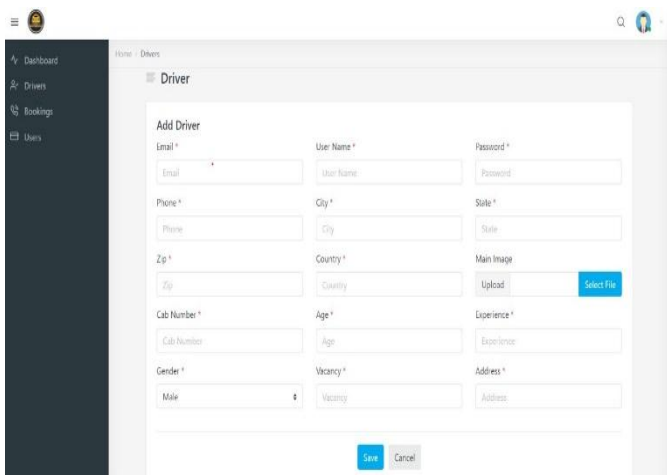 Home / Drivers
Dashboard
Drivers
Bookings
Users
Driver
Add Driver
Email * User Name * Password *
Email User Name Password
Phone * City * State *
Phone City State
Zip * Country * Main Image
Zip Country Upload Select File
Cab Number * Age * Experience *
Cab Number Age Experience
Gender * Vacancy * Address *
Male Vacancy Address
Save Cancel